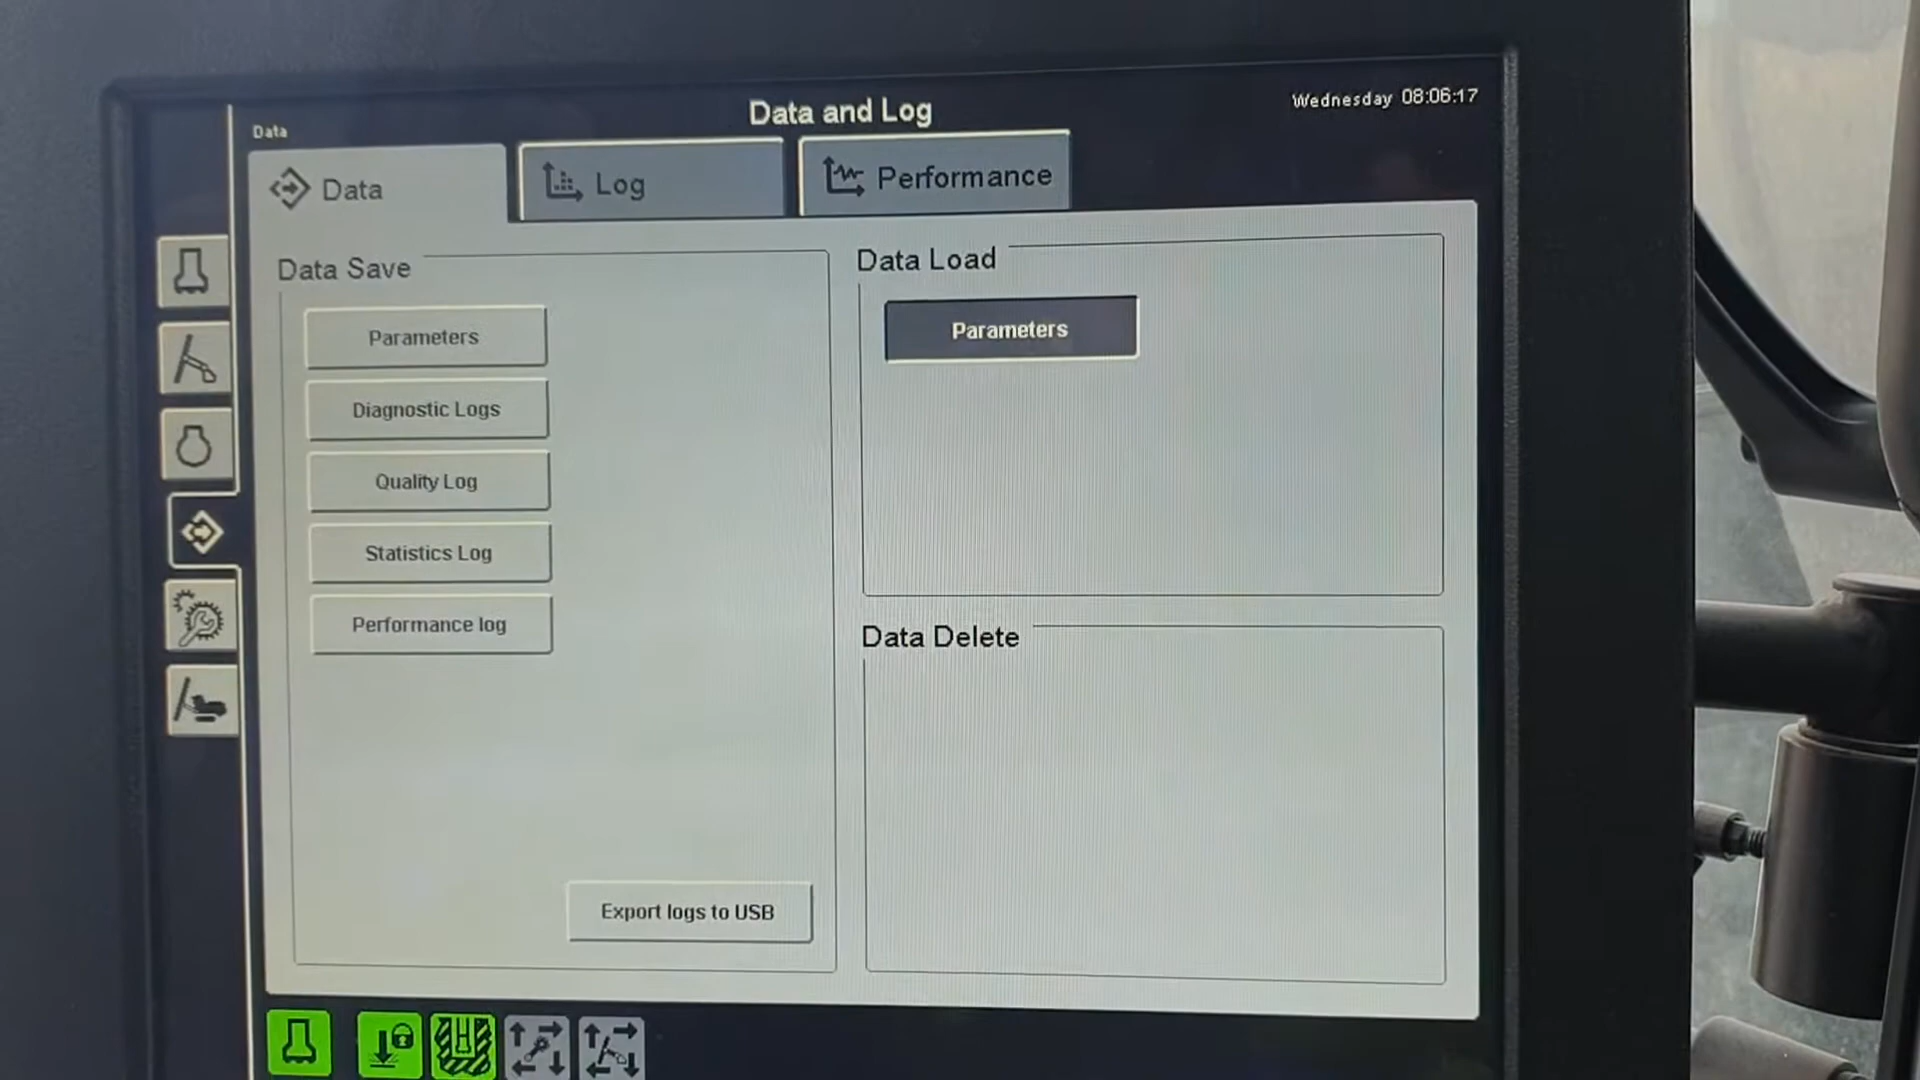 Data and Log
Wednesday 08:06:17
Data
Data
Log
Performance
Data Save
Parameters
Diagnostic Logs
Quality Log
Statistics Log
Performance log
Export logs to USB
Data Load
Parameters
Data Delete